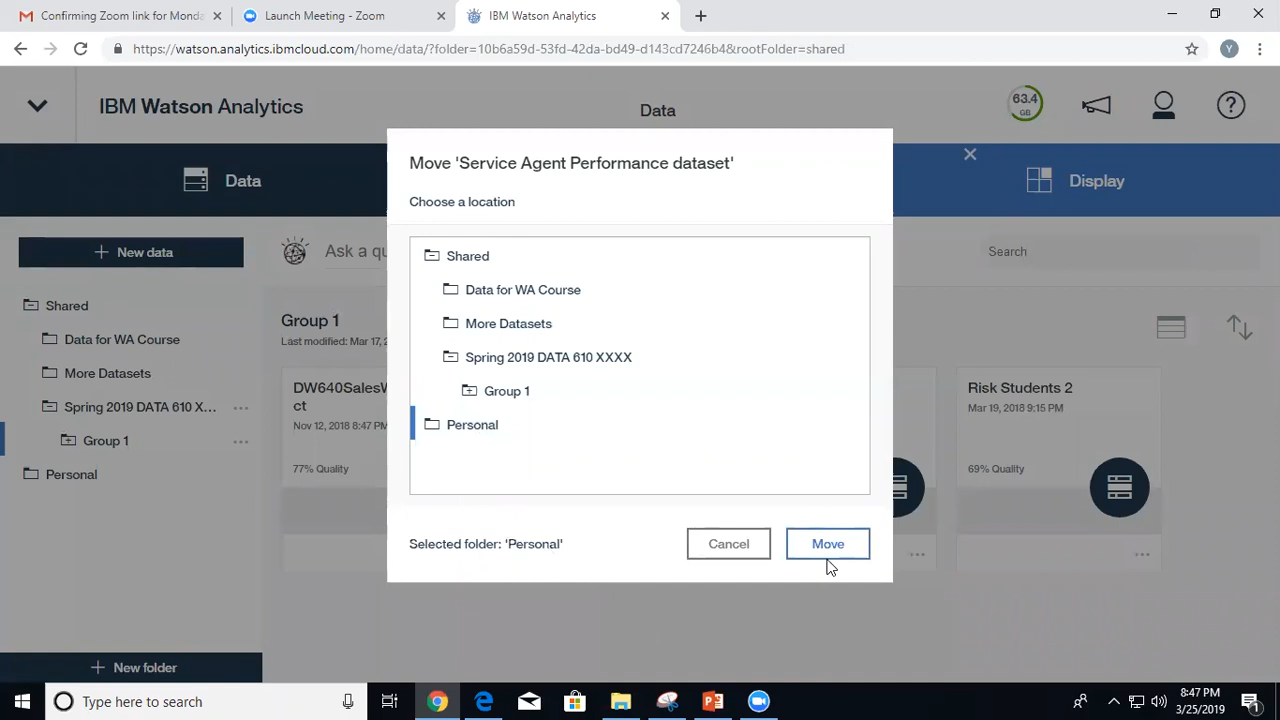 Confirming Zoom link for Monda
Launch Meeting - Zoom
IBM Watson Analytics
https://watson.analytics.ibmcloud.com/home/data/?folder=10b6a59d-53fd-42da-bd49-d143cd7246b4&rootFolder=shared
Y
IBM Watson Analytics
Data
63.4
GB
Data
Display
New data
Ask a qu
Search
Shared
Data for WA Course
More Datasets
Spring 2019 DATA 610 X...
Group 1
Personal
New folder
Group 1
Last modified: Mar 17, 2
DW640SalesW
ct
Nov 12, 2018 8:47 PM
77% Quality
Risk Students 2
Mar 19, 2018 9:15 PM
69% Quality
Move 'Service Agent Performance dataset'
Choose a location
Shared
Data for WA Course
More Datasets
Spring 2019 DATA 610 XXXX
Group 1
Personal
Selected folder: 'Personal'
Cancel
Move
Type here to search
8:47 PM
3/25/2019
1